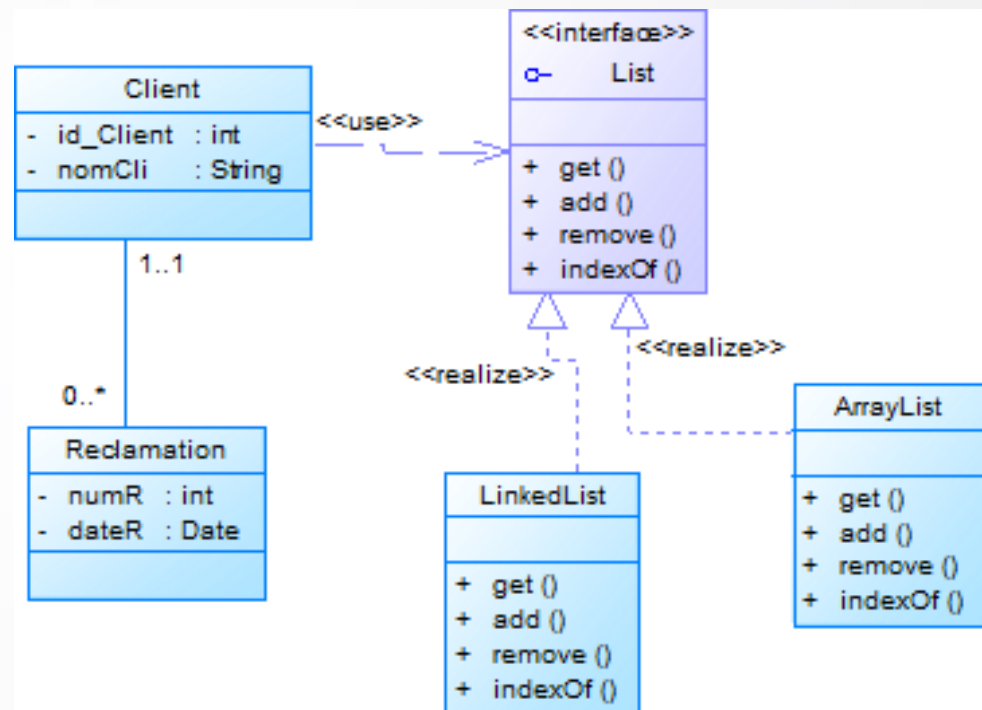 <<interface>>
List
+ get ()
+ add ()
+ remove ()
+ indexOf ()
Client
- id_Client : int
- nomCli : String
<<use>>
1..1
0..*
Reclamation
- numR : int
- dateR : Date
<<realize>>
<<realize>>
LinkedList
+ get ()
+ add ()
+ remove ()
+ indexOf ()
ArrayList
+ get ()
+ add ()
+ remove ()
+ indexOf ()